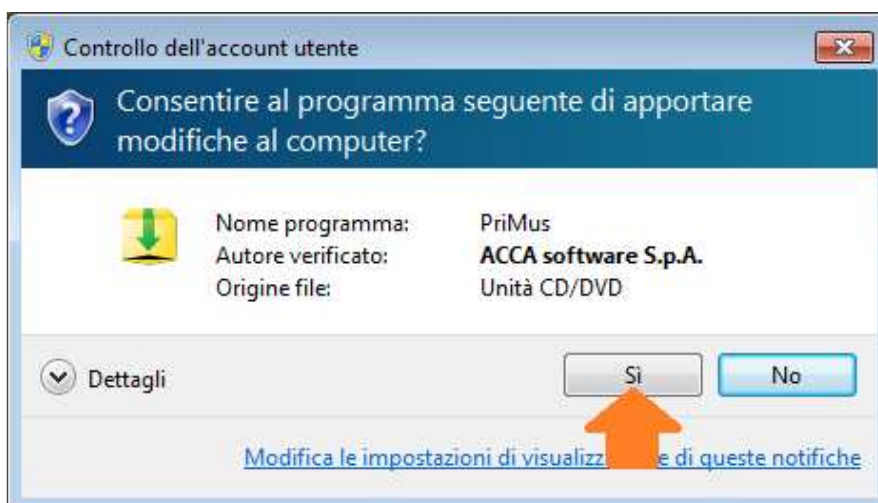 Controllo dell'account utente
Consentire al programma seguente di apportare
modifiche al computer?
Nome programma: PriMus
Autore verificato: ACCA software S.p.A.
Origine file: Unità CD/DVD
Dettagli
Sì No
Modifica le impostazioni di visualizz e di queste notifiche